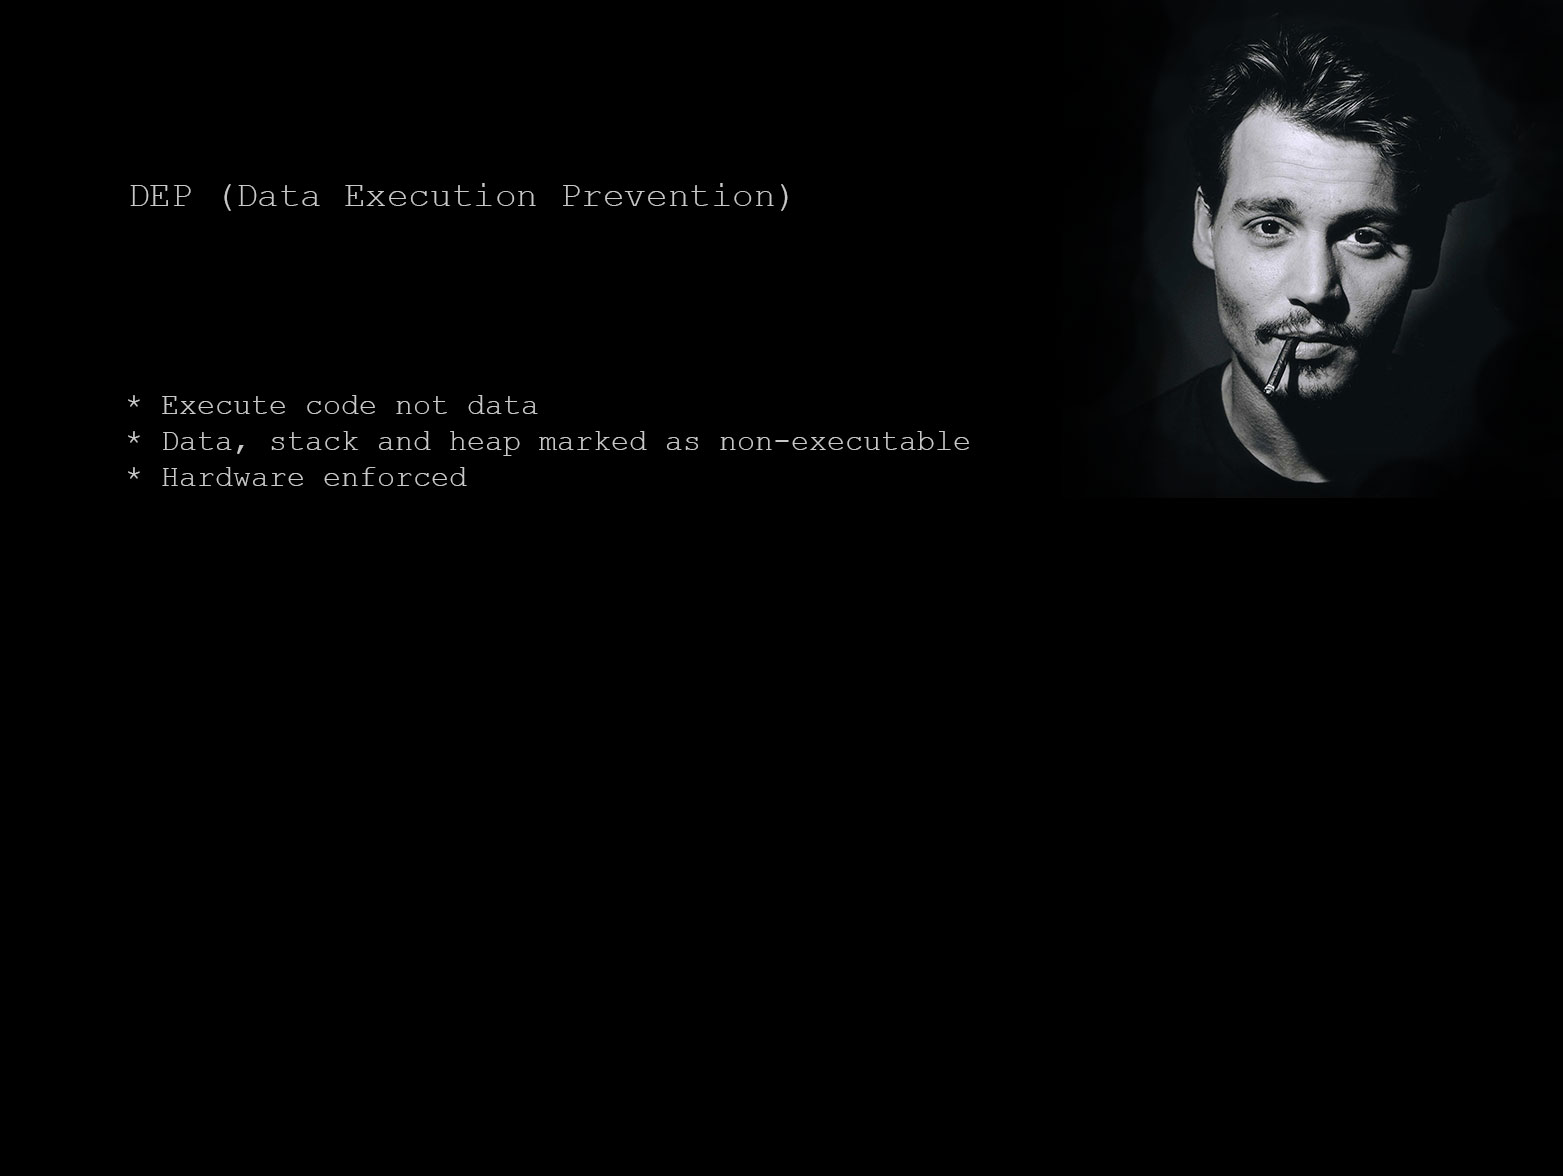 DEP (Data Execution Prevention)
* Execute code not data
* Data, stack and heap marked as non-executable
* Hardware enforced